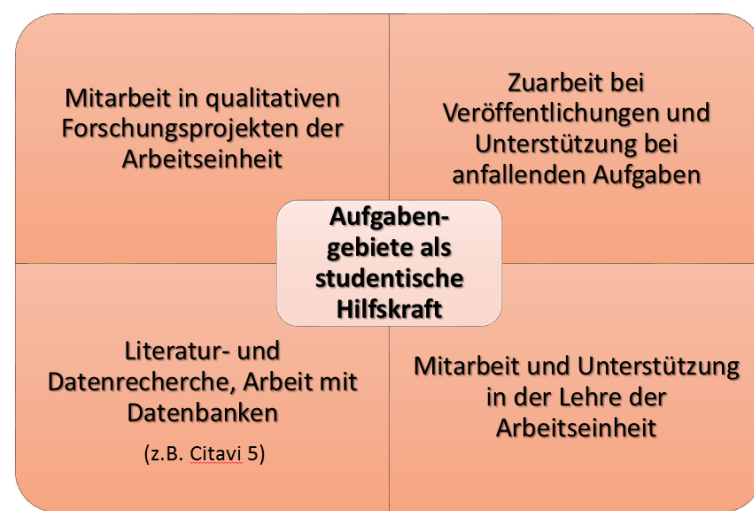 Mitarbeit in qualitativen
Forschungsprojekten der
Arbeitseinheit
Zuarbeit bei
Veröffentlichungen und
Unterstützung bei
anfallenden Aufgaben
Aufgaben-
gebiete als
studentische
Hilfskraft
Literatur- und
Datenrecherche, Arbeit mit
Datenbanken
(z.B. Citavi 5)
Mitarbeit und Unterstützung
in der Lehre der
Arbeitseinheit